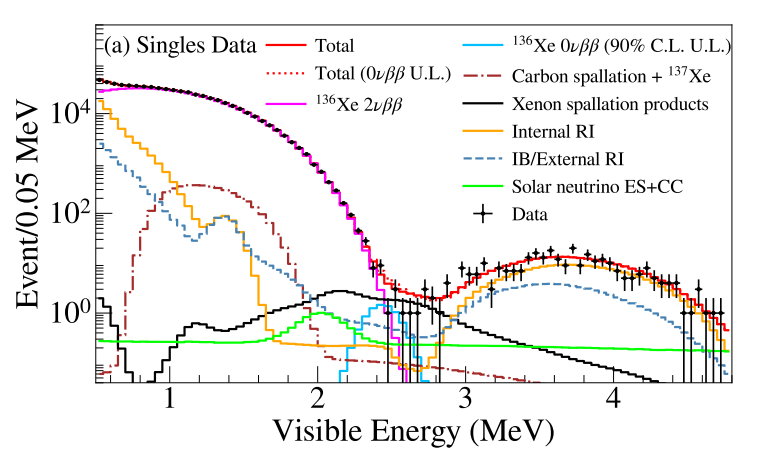 (a) Singles Data
Total
Total (0νββ U.L.)
¹³⁶Xe 2νββ
¹³⁶Xe 0νββ (90% C.L. U.L.)
Carbon spallation + ¹³⁷Xe
Xenon spallation products
Internal RI
IB/External RI
Solar neutrino ES+CC
Data
Event/0.05 MeV
10⁴
10²
10⁰
1 2 3 4
Visible Energy (MeV)